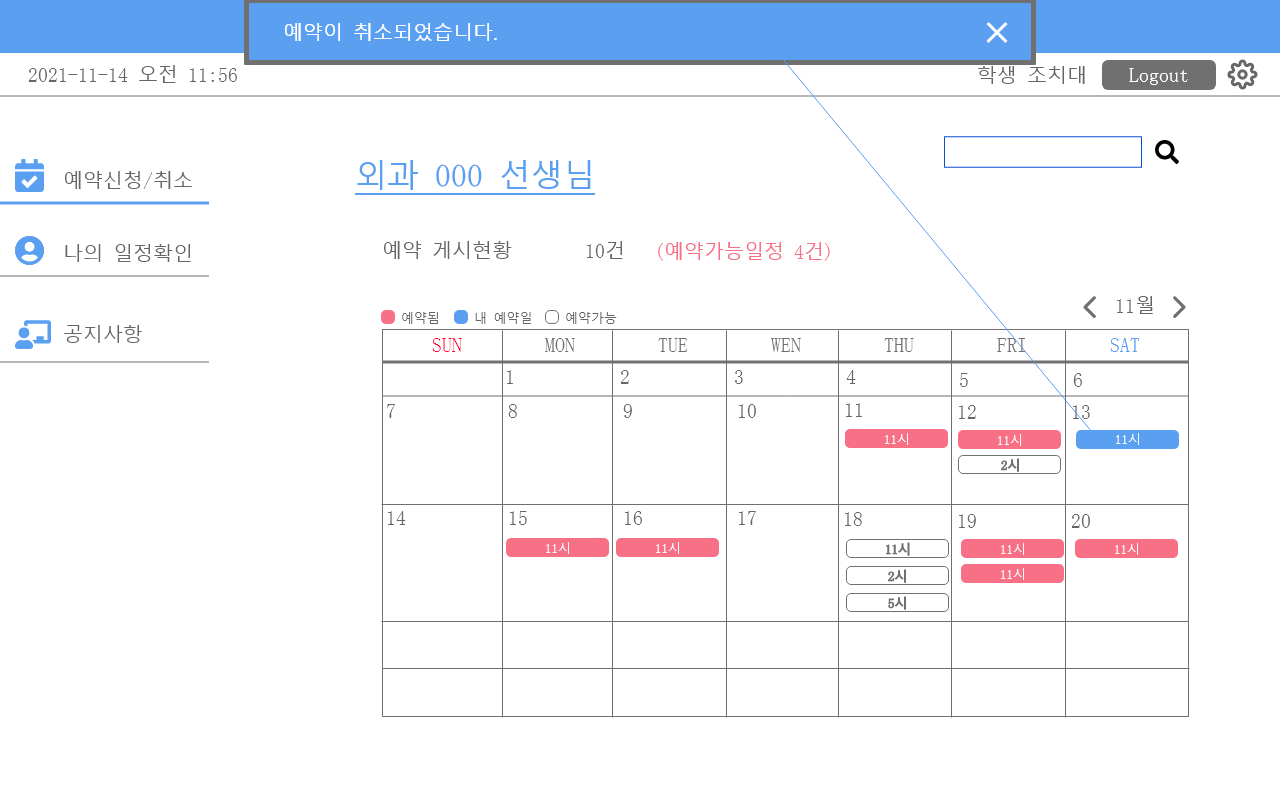 예약이 취소되었습니다.
2021-11-14 오전 11:56
학생 조치대
Logout
예약신청/취소
나의 일정확인
공지사항
외과 000 선생님
예약 게시현황 10건 (예약가능일정 4건)
예약됨 내 예약일 예약가능
11월
SUN MON TUE WEN THU FRI SAT
1 2 3 4 5 6
7 8 9 10 11 12 13
11시 11시 11시
2시
14 15 16 17 18 19 20
11시 11시 11시 11시 11시
2시 11시
5시